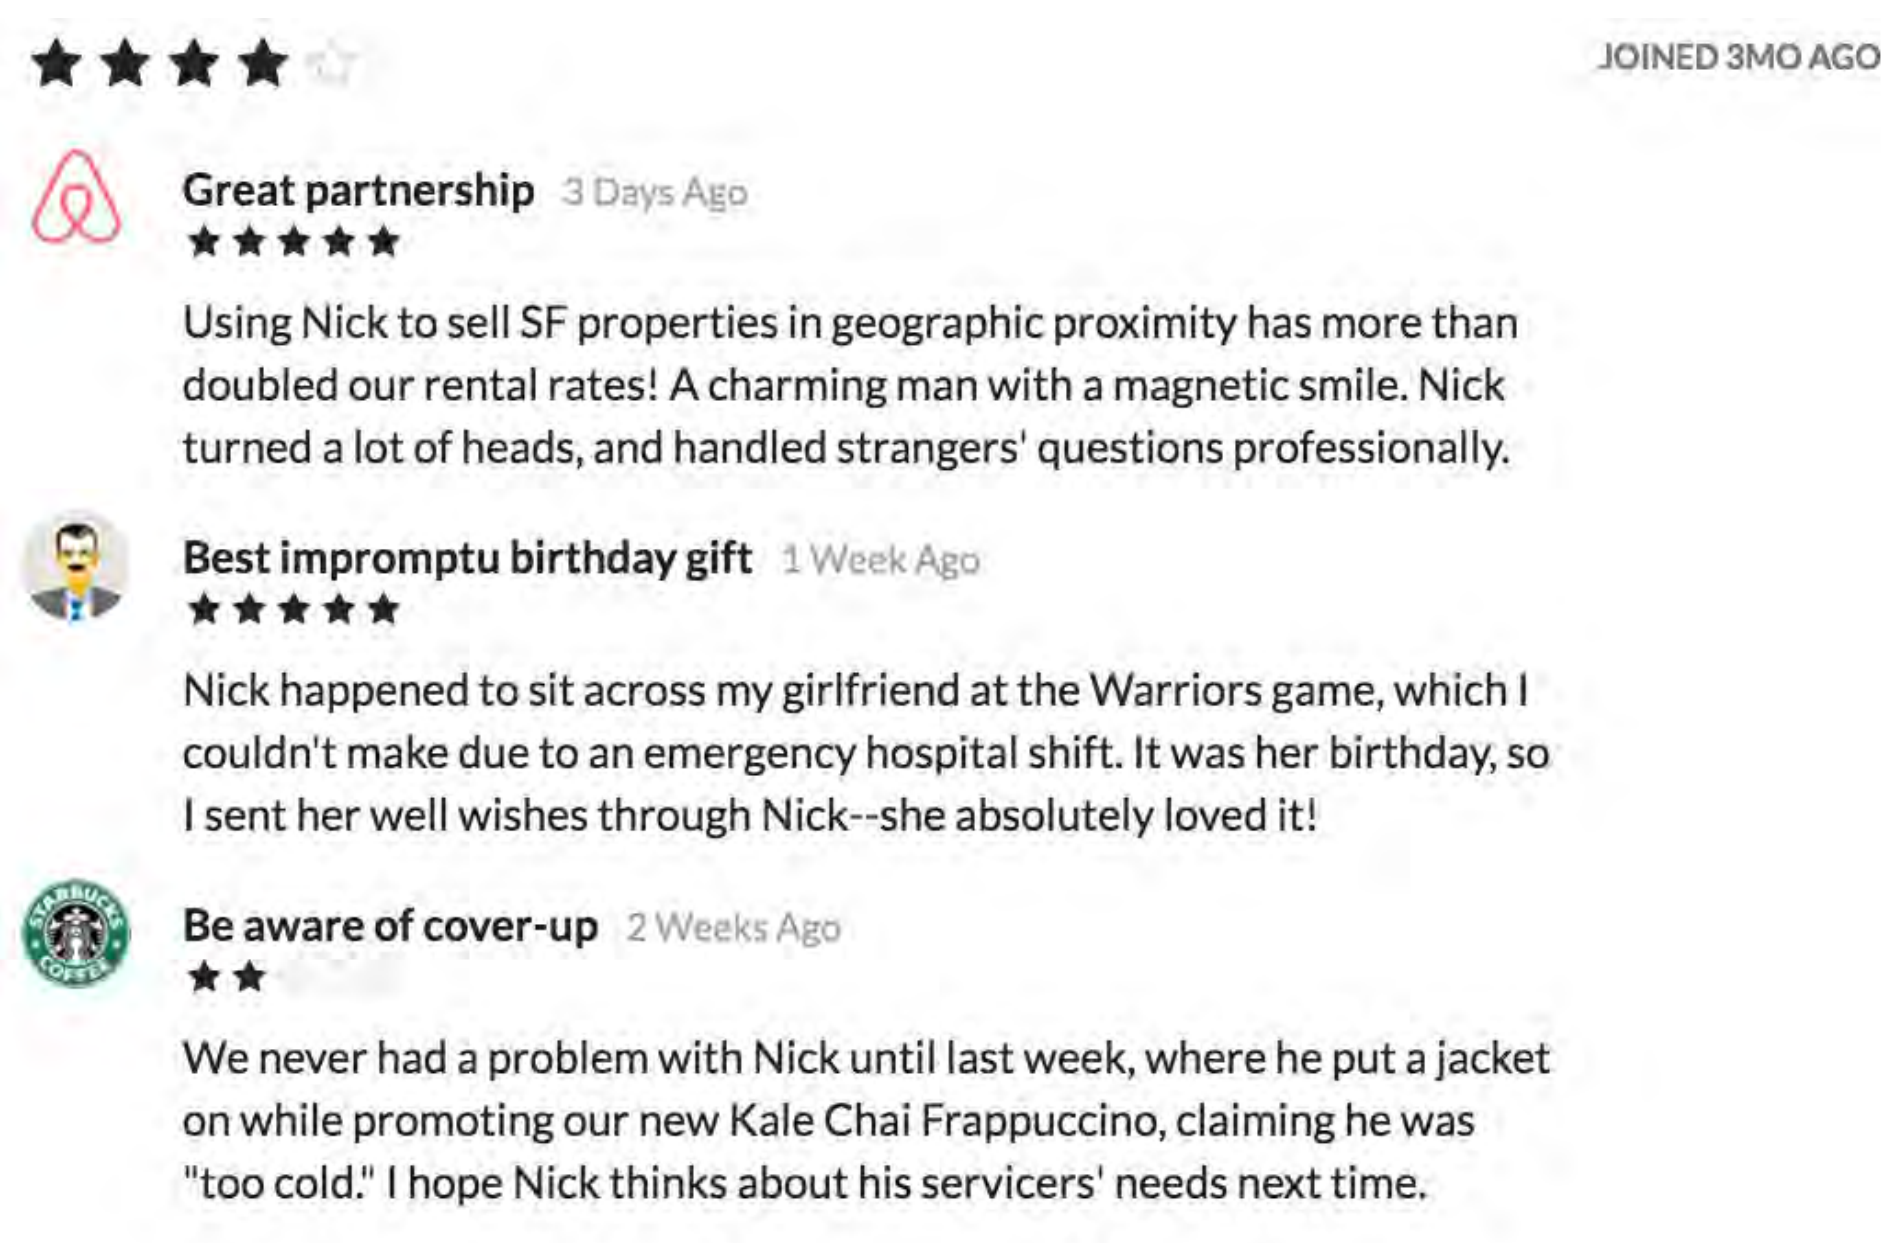 JOINED 3MO AGO
Great partnership 3 Days Ago
Using Nick to sell SF properties in geographic proximity has more than
doubled our rental rates! A charming man with a magnetic smile. Nick
turned a lot of heads, and handled strangers' questions professionally.
Best impromptu birthday gift 1 Week Ago
Nick happened to sit across my girlfriend at the Warriors game, which I
couldn't make due to an emergency hospital shift. It was her birthday, so
I sent her well wishes through Nick--she absolutely loved it!
STARBUCKS
COFFEE
Be aware of cover-up 2 Weeks Ago
We never had a problem with Nick until last week, where he put a jacket
on while promoting our new Kale Chai Frappuccino, claiming he was
"too cold." I hope Nick thinks about his servicers' needs next time.